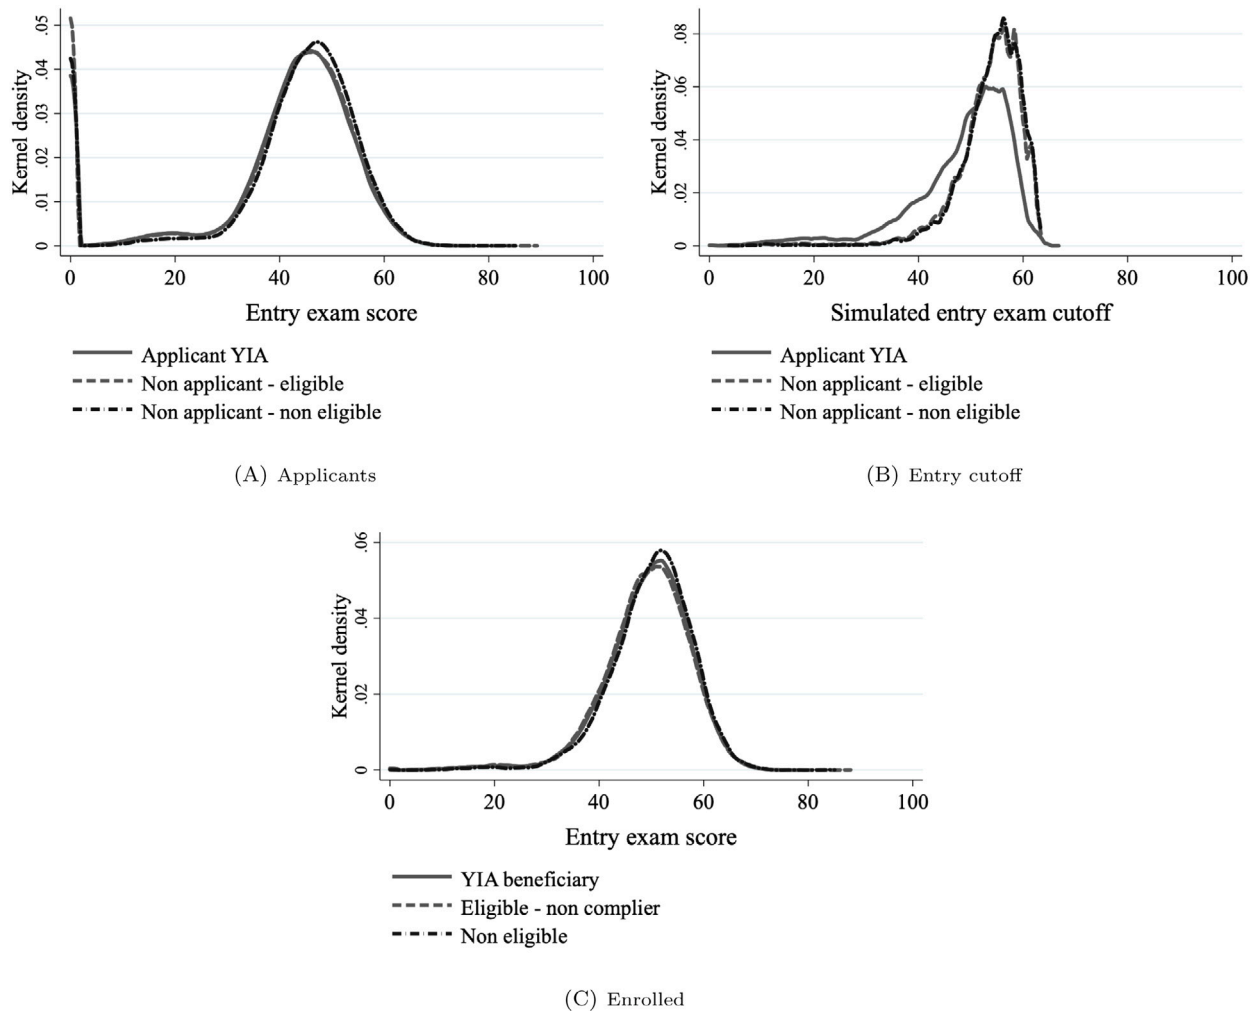 Kernel density
.05
.04
.03
.02
.01
0
0 20 40 60 80 100
Entry exam score
Applicant YIA
Non applicant - eligible
Non applicant - non eligible
(A) Applicants
Kernel density
.08
.06
.04
.02
0
0 20 40 60 80 100
Simulated entry exam cutoff
Applicant YIA
Non applicant - eligible
Non applicant - non eligible
(B) Entry cutoff
Kernel density
.06
.04
.02
0
0 20 40 60 80 100
Entry exam score
YIA beneficiary
Eligible - non complier
Non eligible
(C) Enrolled